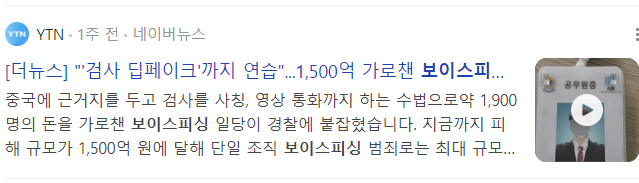 YTN
YTN · 1주 전 · 네이버뉴스
[더뉴스] "'검사 딥페이크'까지 연습"...1,500억 가로챈 보이스피...
중국에 근거지를 두고 검사를 사칭, 영상 통화까지 하는 수법으로약 1,900
명의 돈을 가로챈 보이스피싱 일당이 경찰에 붙잡혔습니다. 지금까지 피
해 규모가 1,500억 원에 달해 단일 조직 보이스피싱 범죄로는 최대 규모...
공무원증